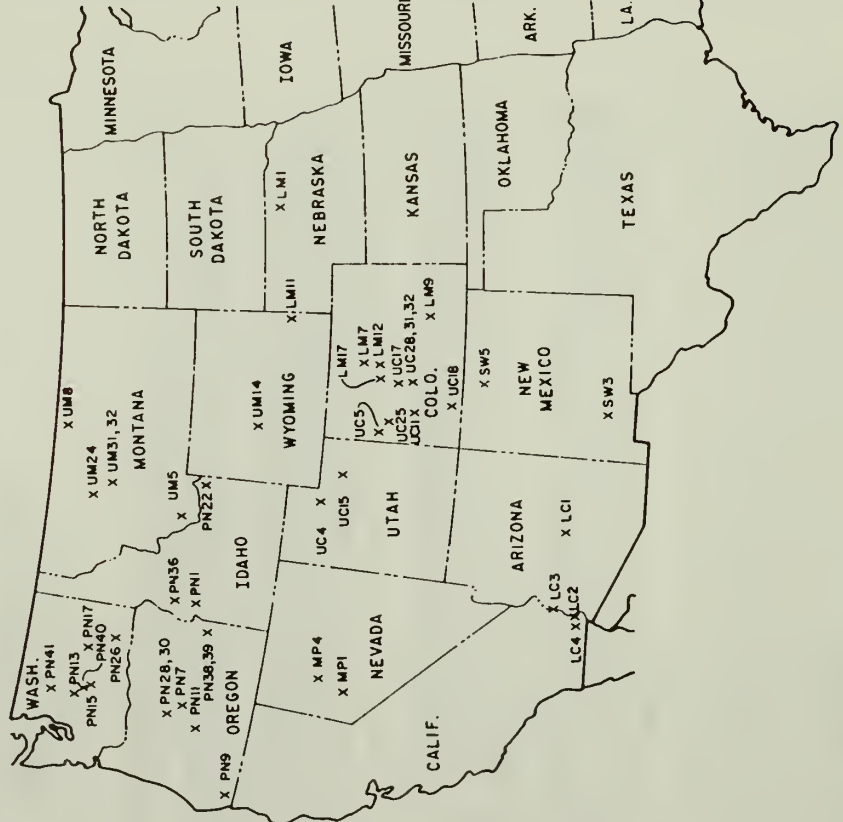 WASH.
X PN41
X PN13
X PN17
PN15 X
PN40
PN26 X
X PN28, 30
X PN7
X PN11
PN38, 39 X
OREGON
X PN9
X PN36
X PN1
IDAHO
PN22 X
X UM8
X UM24
X UM31, 32
MONTANA
UM5
X
X UM14
WYOMING
NORTH
DAKOTA
SOUTH
DAKOTA
MINNESOTA
IOWA
MISSOURI
ARK.
LA.
X LM1
X LM11
NEBRASKA
KANSAS
OKLAHOMA
TEXAS
LM17
X LM7
X X LM12
UC5
X UC17
X UC28, 31, 32
X X
UC25
UC11 X
X LM9
COLO.
X UC18
UC4 X
UC15 X
UTAH
X MP4
X MP1
NEVADA
CALIF.
ARIZONA
X LC1
X LC3
LC4 X X LC2
X SW5
NEW
MEXICO
X SW3